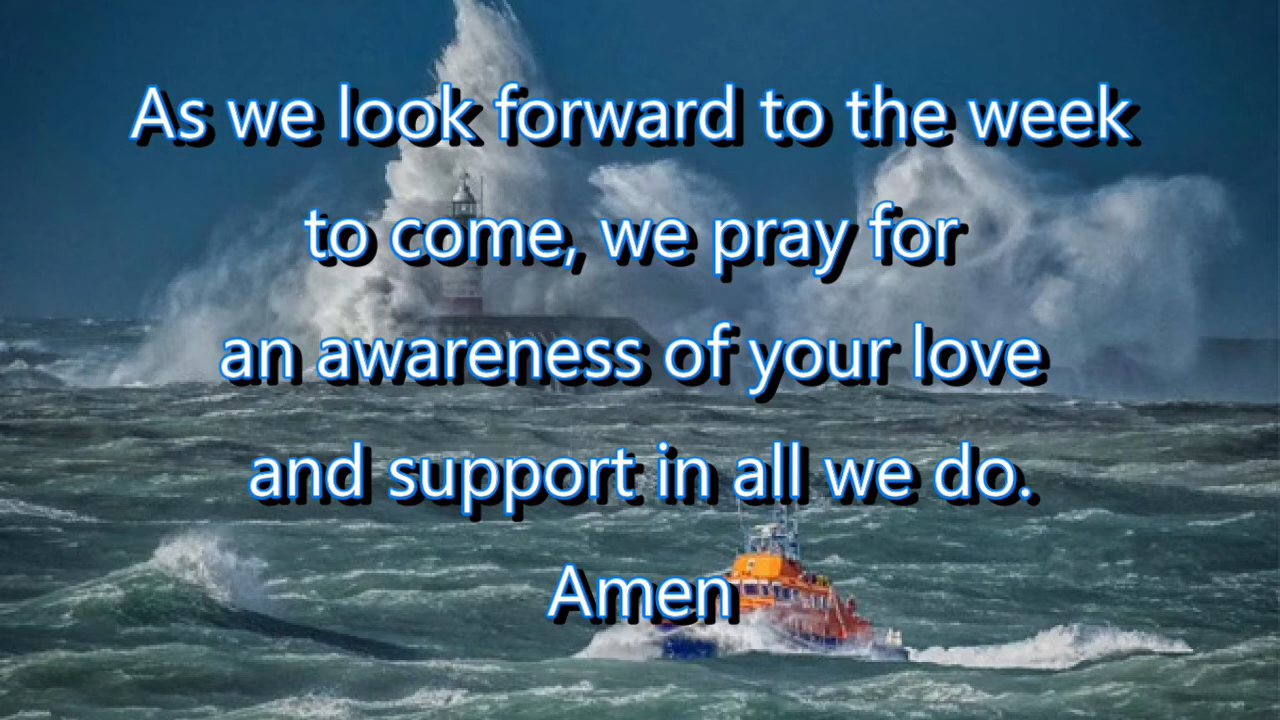 As we look forward to the week
to come, we pray for
an awareness of your love
and support in all we do.
Amen